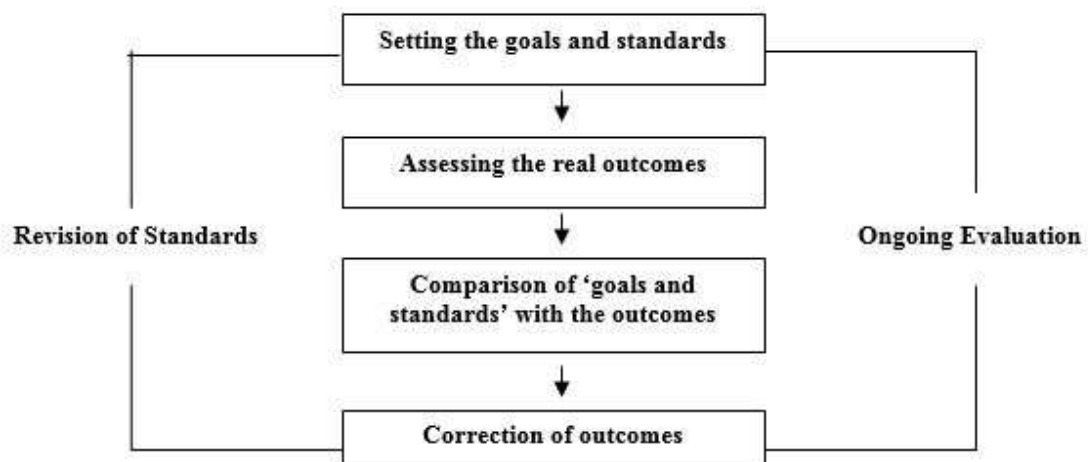 Setting the goals and standards
Assessing the real outcomes
Revision of Standards
Ongoing Evaluation
Comparison of ‘goals and
standards’ with the outcomes
Correction of outcomes